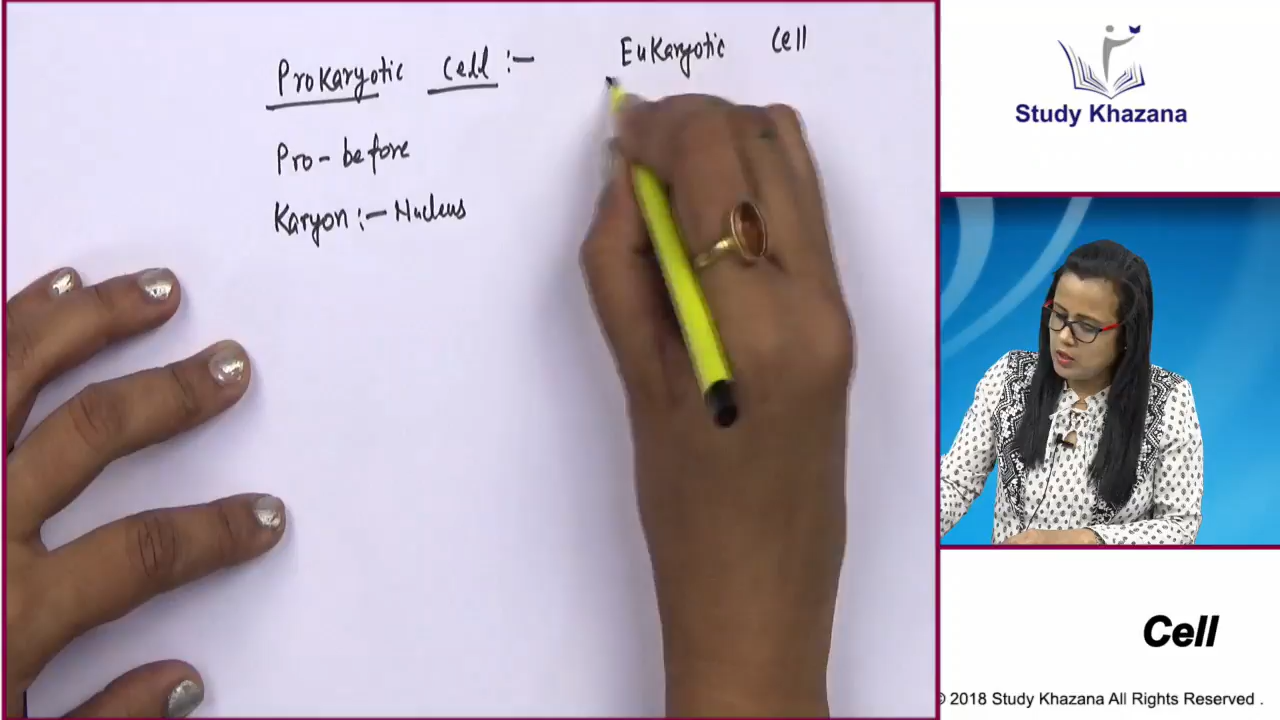 Prokaryotic Cell :-
Pro - before
Karyon :- Nucleus
Eukaryotic Cell
Study Khazana
Cell
© 2018 Study Khazana All Rights Reserved .